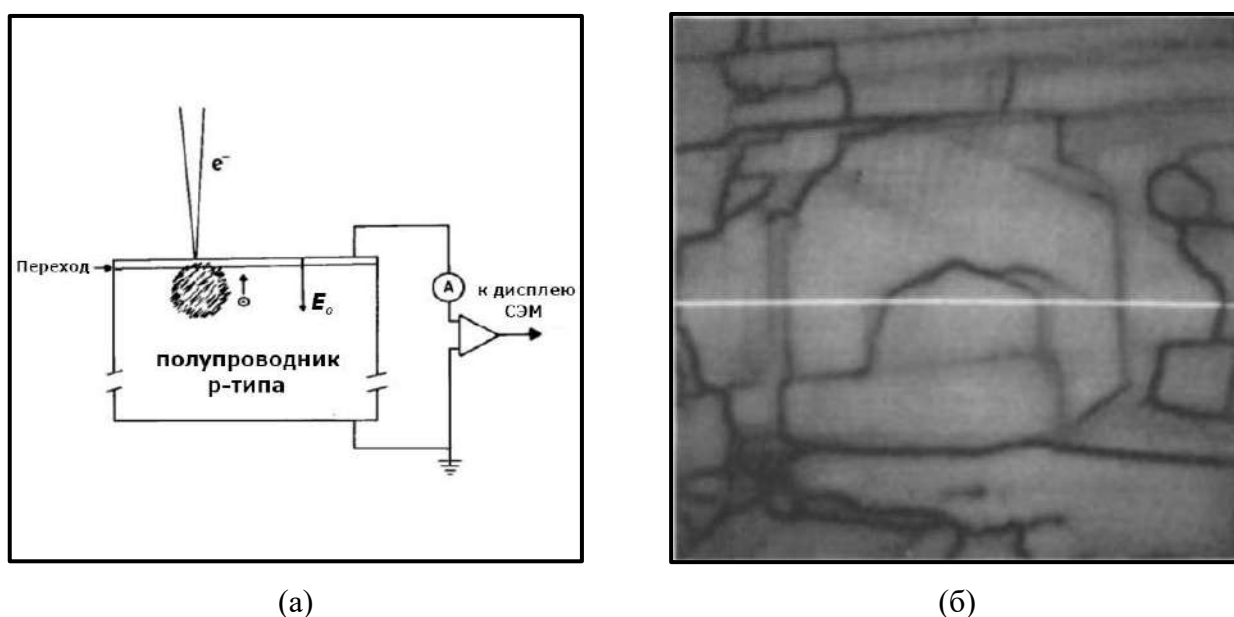 e⁻
Переход
E₀
A
к дисплею
СЭМ
полупроводник
р-типа
(а)
(б)